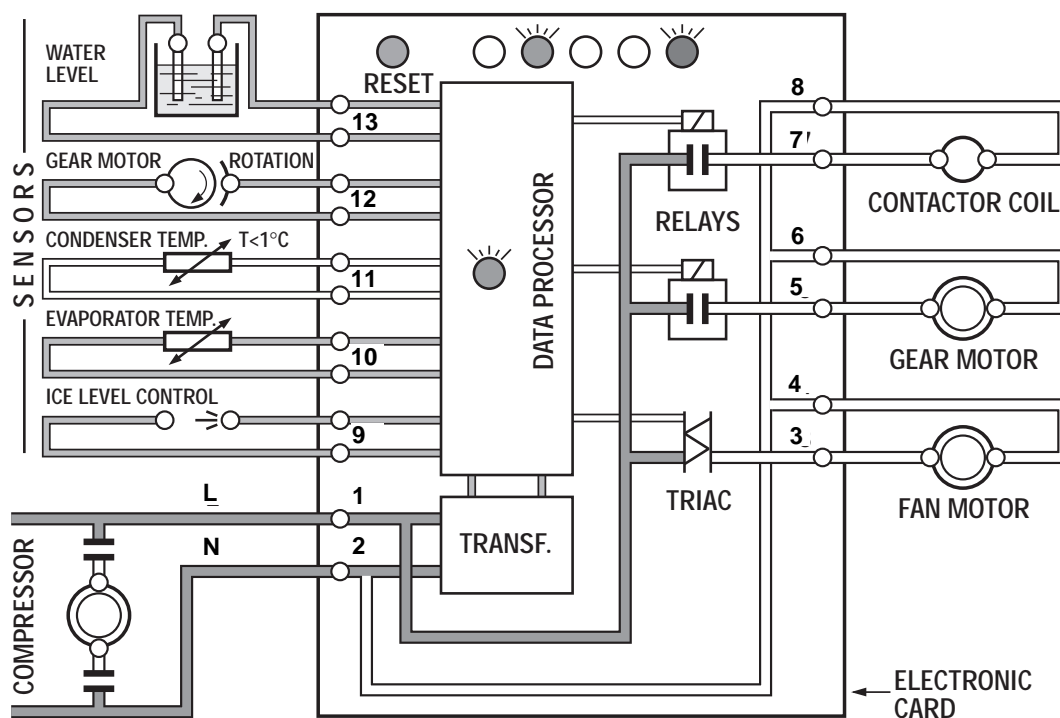 SENSORS
WATER
LEVEL
RESET
13
GEAR MOTOR ROTATION
12
CONDENSER TEMP. T<1°C
11
EVAPORATOR TEMP.
10
ICE LEVEL CONTROL
9
DATA PROCESSOR
RELAYS
TRIAC
8
7
CONTACTOR COIL
6
5
GEAR MOTOR
4
3
FAN MOTOR
L
1
N
2
TRANSF.
COMPRESSOR
ELECTRONIC
CARD